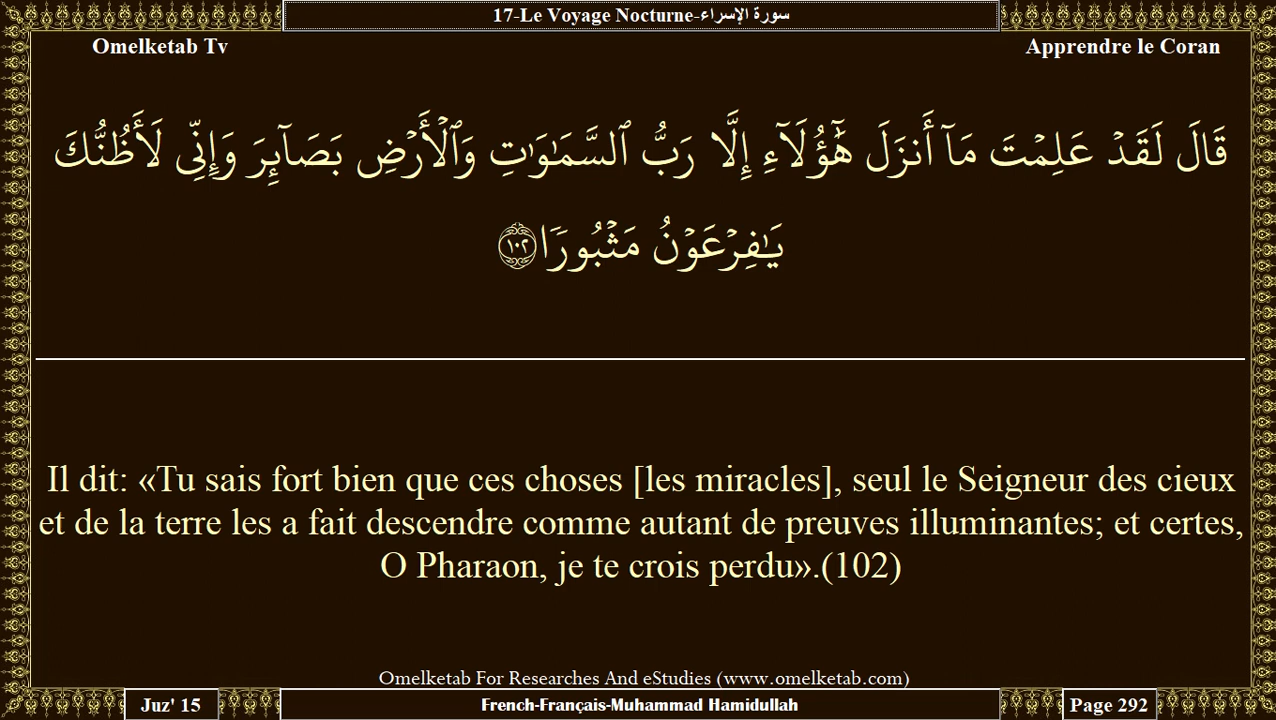 17-Le Voyage Nocturne-سورة الإسراء
Omelketab Tv
Apprendre le Coran
قَالَ لَقَدْ عَلِمْتَ مَآ أَنزَلَ هَٰٓؤُلَآءِ إِلَّا رَبُّ ٱلسَّمَٰوَٰتِ وَٱلْأَرْضِ بَصَآئِرَ وَإِنِّى لَأَظُنُّكَ
يَٰفِرْعَوْنُ مَثْبُورًا ١٠٢
Il dit: «Tu sais fort bien que ces choses [les miracles], seul le Seigneur des cieux
et de la terre les a fait descendre comme autant de preuves illuminantes; et certes,
O Pharaon, je te crois perdu».(102)
Omelketab For Researches And eStudies (www.omelketab.com)
Juz' 15
French-Français-Muhammad Hamidullah
Page 292